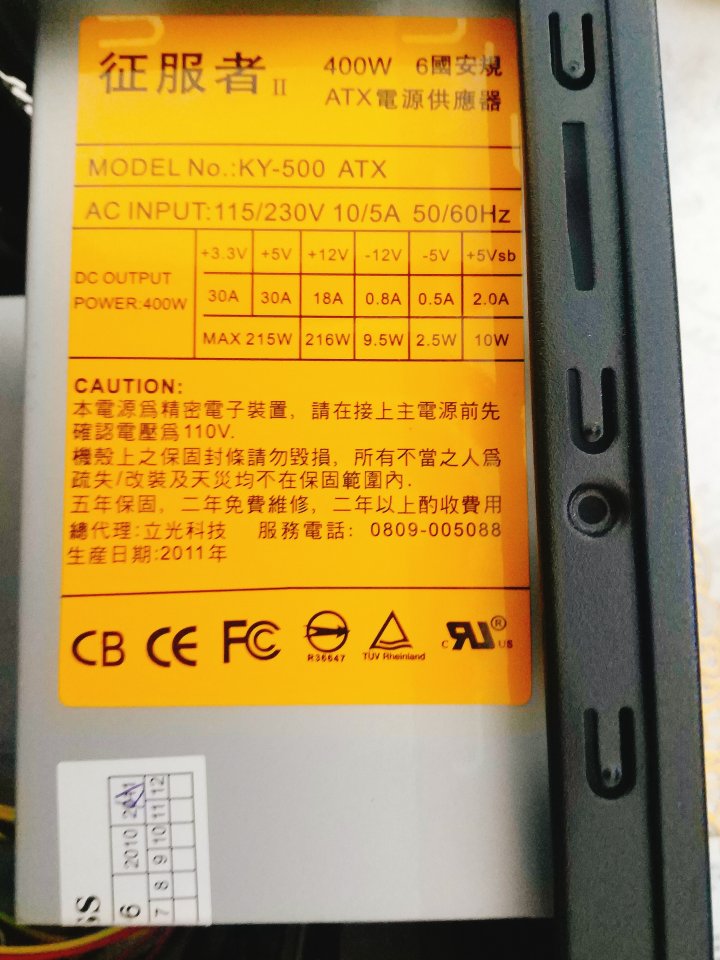 征服者 II 400W 6國安規
ATX電源供應器
MODEL No.:KY-500 ATX
AC INPUT:115/230V 10/5A 50/60Hz
DC OUTPUT
POWER:400W
+3.3V +5V +12V -12V -5V +5Vsb
30A 30A 18A 0.8A 0.5A 2.0A
MAX 215W 216W 9.5W 2.5W 10W
CAUTION:
本電源爲精密電子裝置, 請在接上主電源前先
確認電壓爲110V.
機殼上之保固封條請勿毀損, 所有不當之人爲
疏失/改裝及天災均不在保固範圍內.
五年保固, 二年免費維修, 二年以上酌收費用
總代理:立光科技 服務電話: 0809-005088
生産日期:2011年
CB CE FC
R36647
TÜV Rheinland
C US ®
6 2010
7 8 9 10 11 12